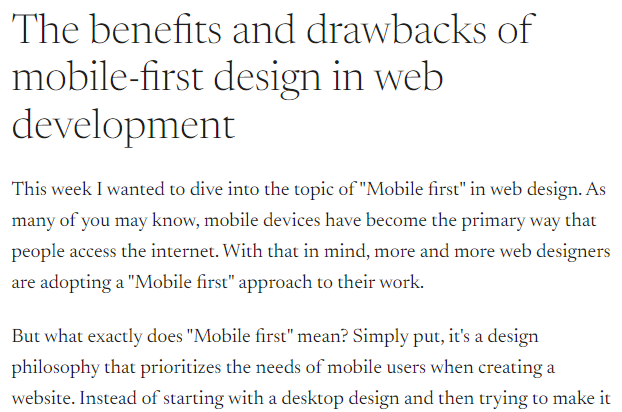 The benefits and drawbacks of
mobile-first design in web
development
This week I wanted to dive into the topic of "Mobile first" in web design. As
many of you may know, mobile devices have become the primary way that
people access the internet. With that in mind, more and more web designers
are adopting a "Mobile first" approach to their work.
But what exactly does "Mobile first" mean? Simply put, it's a design
philosophy that prioritizes the needs of mobile users when creating a
website. Instead of starting with a desktop design and then trying to make it